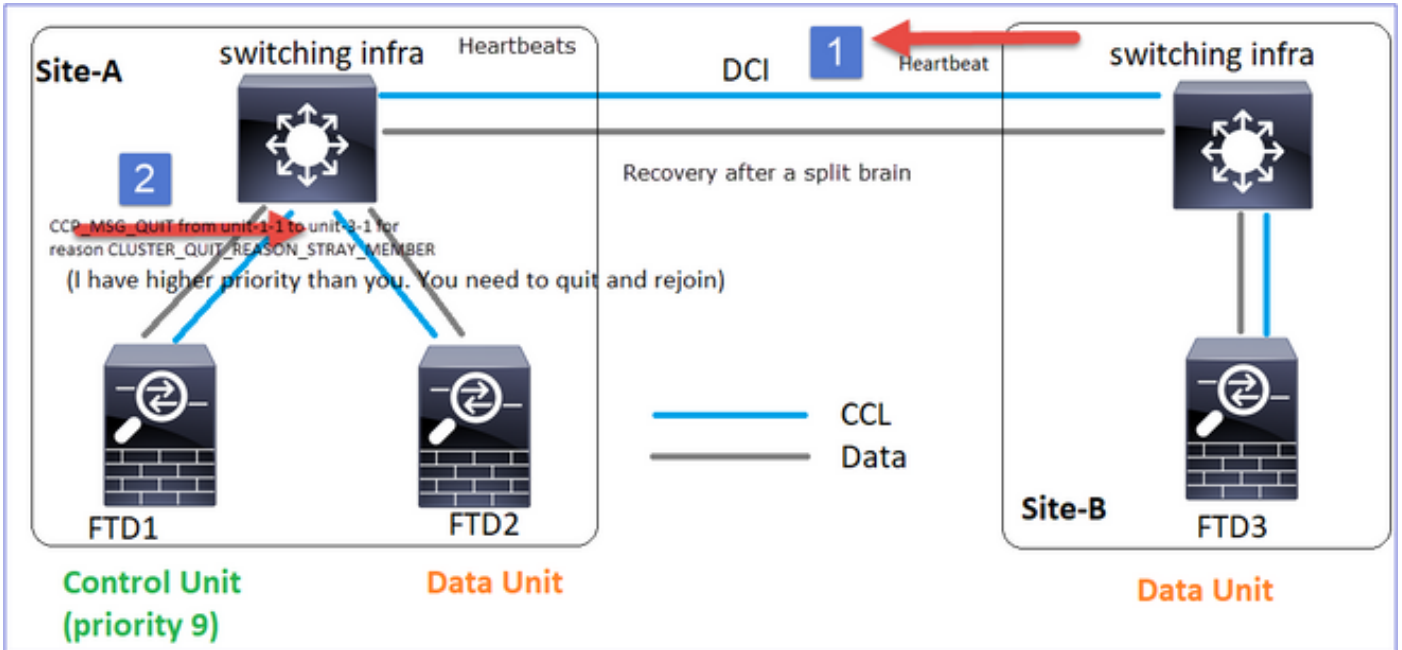 Site-A
switching infra
Heartbeats
DCI
1
Heartbeat
switching infra
2
Recovery after a split brain
CCP_MSG_QUIT from unit-1-1 to unit-3-1 for
reason CLUSTER_QUIT_REASON_STRAY_MEMBER
(I have higher priority than you. You need to quit and rejoin)
CCL
Data
FTD1
FTD2
Site-B
FTD3
Control Unit
(priority 9)
Data Unit
Data Unit